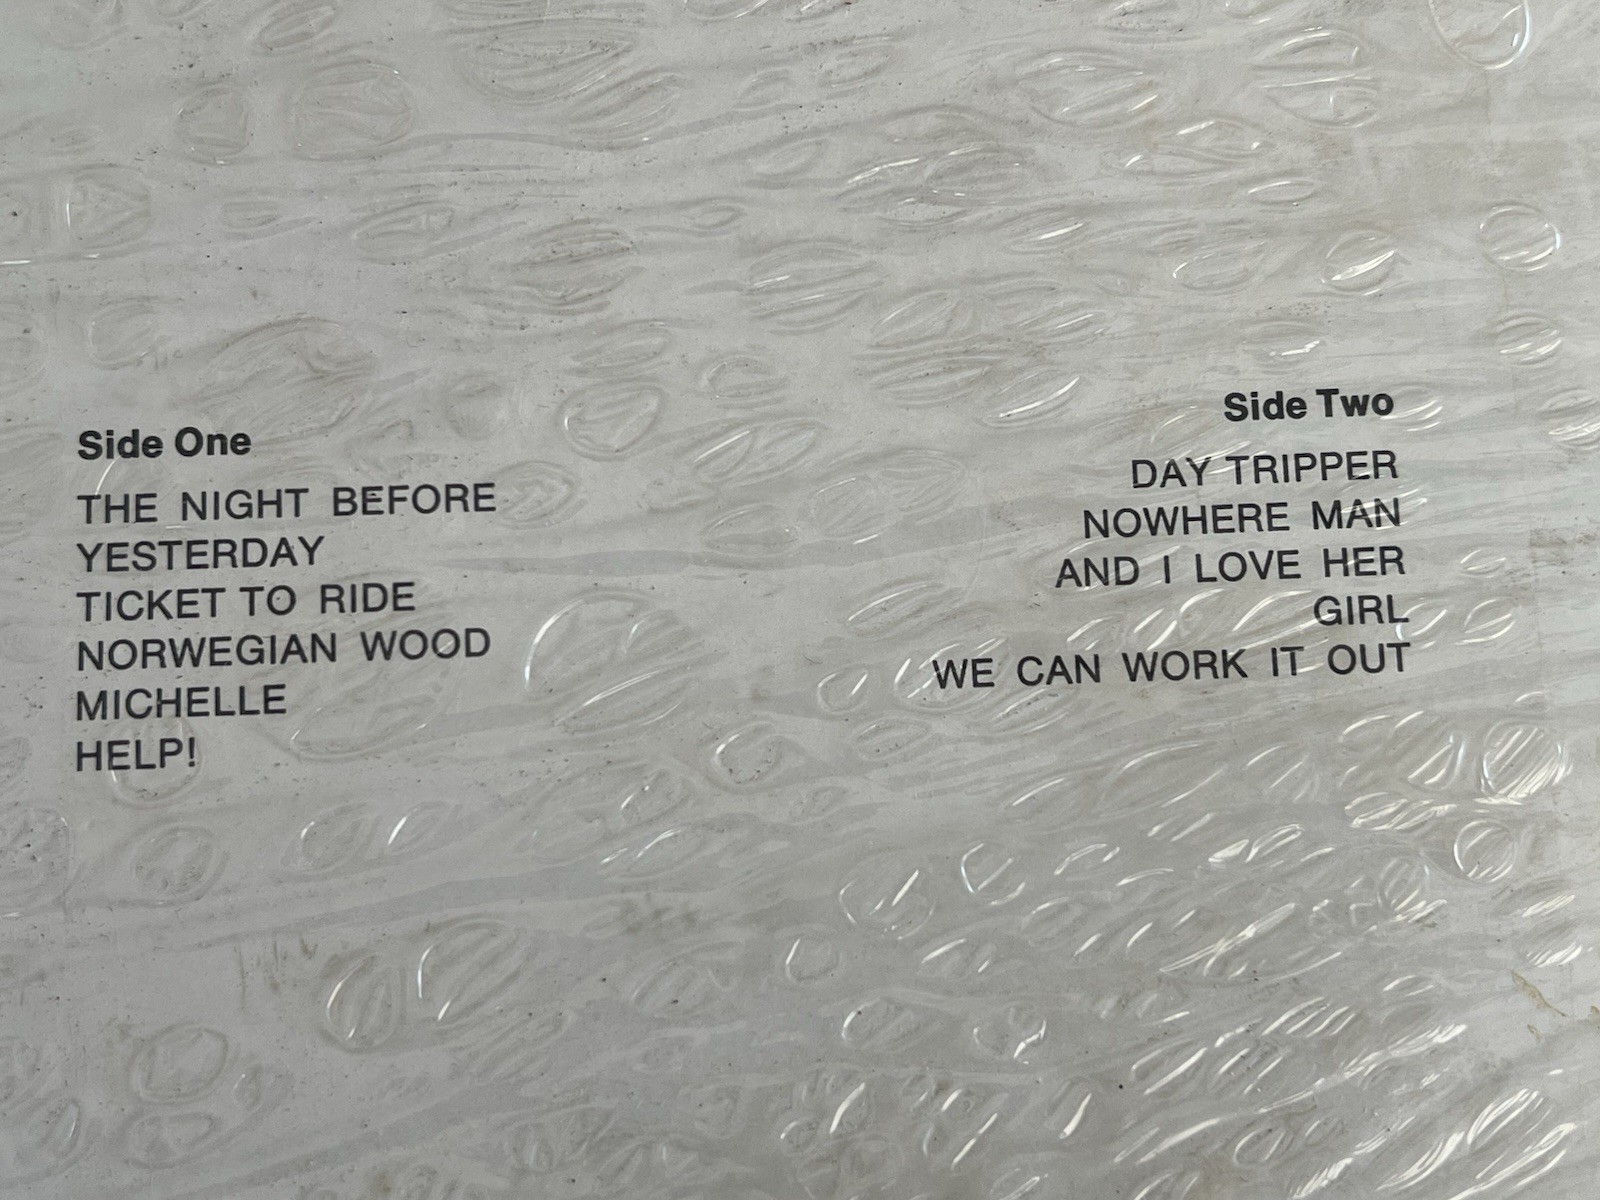 Side One
THE NIGHT BEFORE
YESTERDAY
TICKET TO RIDE
NORWEGIAN WOOD
MICHELLE
HELP!
Side Two
DAY TRIPPER
NOWHERE MAN
AND I LOVE HER
GIRL
WE CAN WORK IT OUT